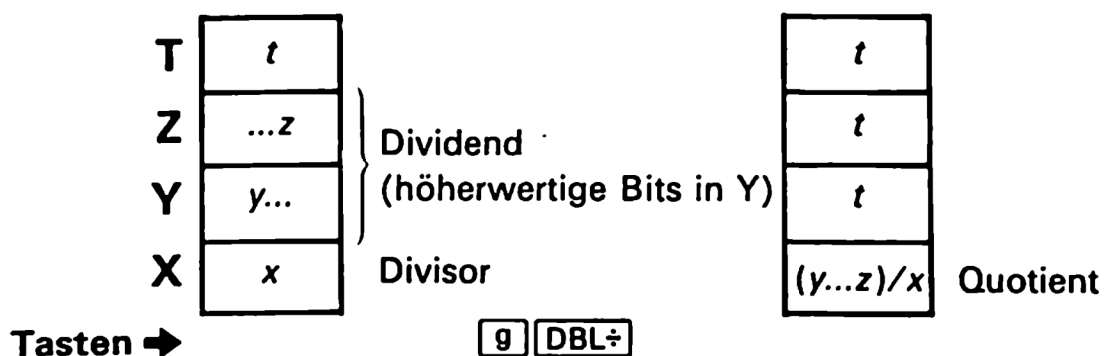 T t t
Z ...z t
Dividend
(höherwertige Bits in Y)
Y y... t
X x Divisor (y...z)/x Quotient
Tasten ➔ g DBL÷